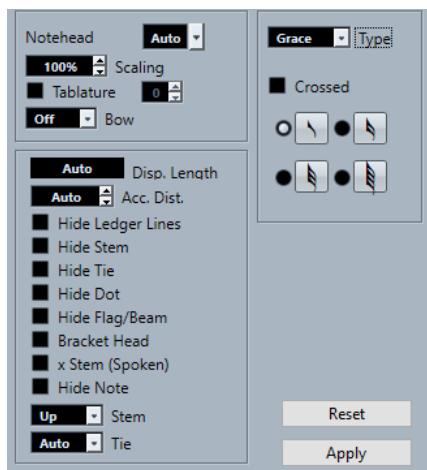 Notehead Auto
100% Scaling
Tablature 0
Off Bow
Auto Disp. Length
Auto Acc. Dist.
Hide Ledger Lines
Hide Stem
Hide Tie
Hide Dot
Hide Flag/Beam
Bracket Head
x Stem (Spoken)
Hide Note
Up Stem
Auto Tie
Grace Type
Crossed
Reset
Apply